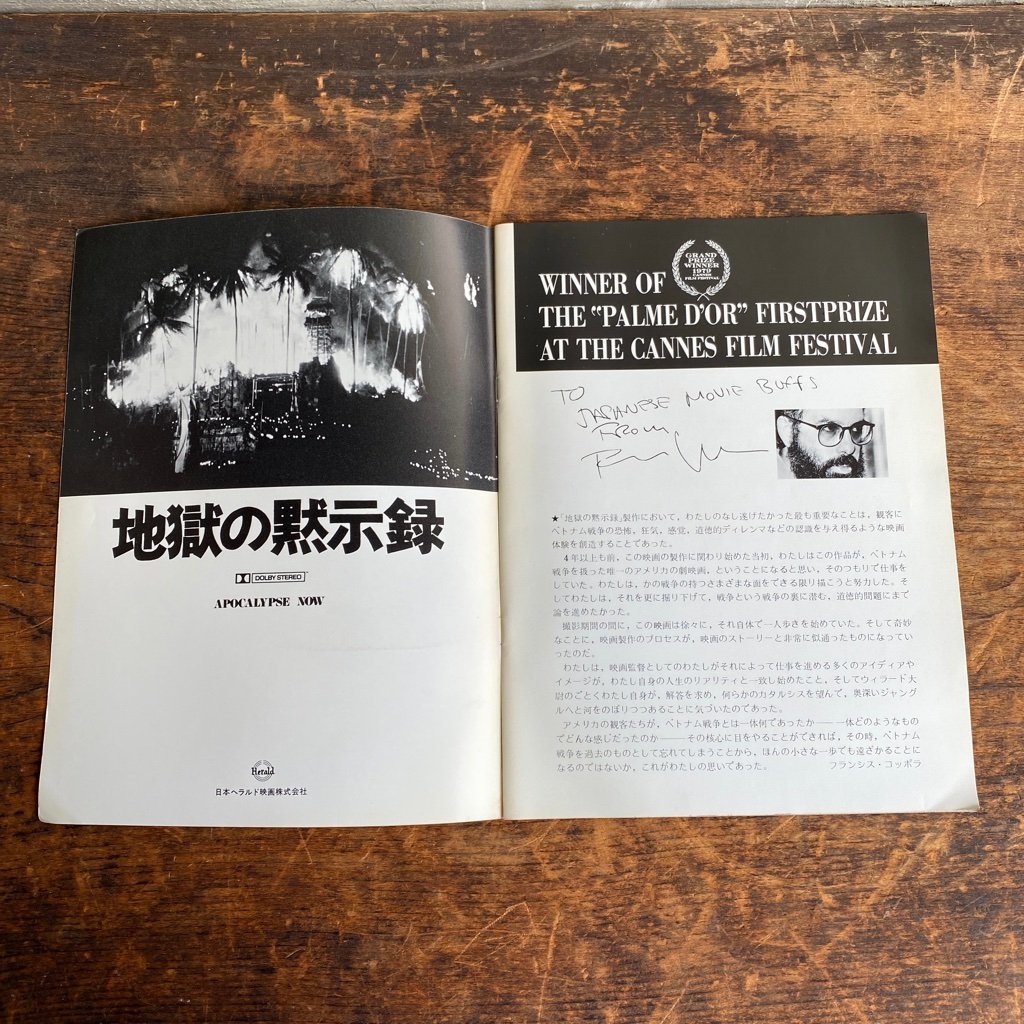 地獄の黙示録
DOLBY STEREO
APOCALYPSE NOW
Herald
日本ヘラルド映画株式会社
GRAND
PRIZE
WINNER
1979
CANNES
FILM FESTIVAL
WINNER OF
THE “PALME D'OR” FIRSTPRIZE
AT THE CANNES FILM FESTIVAL
TO
JAPANESE MOVIE BUFFS
FROM
★「地獄の黙示録」製作において，わたしのなし遂げたかった最も重要なことは，観客に
ベトナム戦争の恐怖，狂気，感覚，道徳的ディレンマなどの認識を与え得るような映画
体験を創造することであった。
4年以上も前，この映画の製作に関わり始めた当初，わたしはこの作品が，ベトナム
戦争を扱った唯一のアメリカの劇映画，ということになると思い，そのつもりで仕事を
していた。わたしは，かの戦争の持つさまざまな面をできる限り描こうと努力した。そ
してわたしは，それを更に掘り下げて，戦争という戦争の裏に潜む，道徳的問題にまで
論を進めたかった。
撮影期間の間に，この映画は徐々に，それ自体で一人歩きを始めていた。そして奇妙
なことに，映画製作のプロセスが，映画のストーリーと非常に似通ったものになってい
ったのだ。
わたしは，映画監督としてのわたしがそれによって仕事を進める多くのアイディアや
イメージが，わたし自身の人生のリアリティと一致し始めたこと，そしてウィラード大
尉のごとくわたし自身が，解答を求め，何らかのカタルシスを望んで，奥深いジャング
ルへと河をのぼりつつあることに気づいたのであった。
アメリカの観客たちが，ベトナム戦争とは一体何であったか――一体どのようなもの
でどんな感じだったのか――その核心に目をやることができれば，その時，ベトナム
戦争を過去のものとして忘れてしまうことから，ほんの小さな一歩でも遠ざかることに
なるのではないか，これがわたしの思いであった。 フランシス・コッポラ